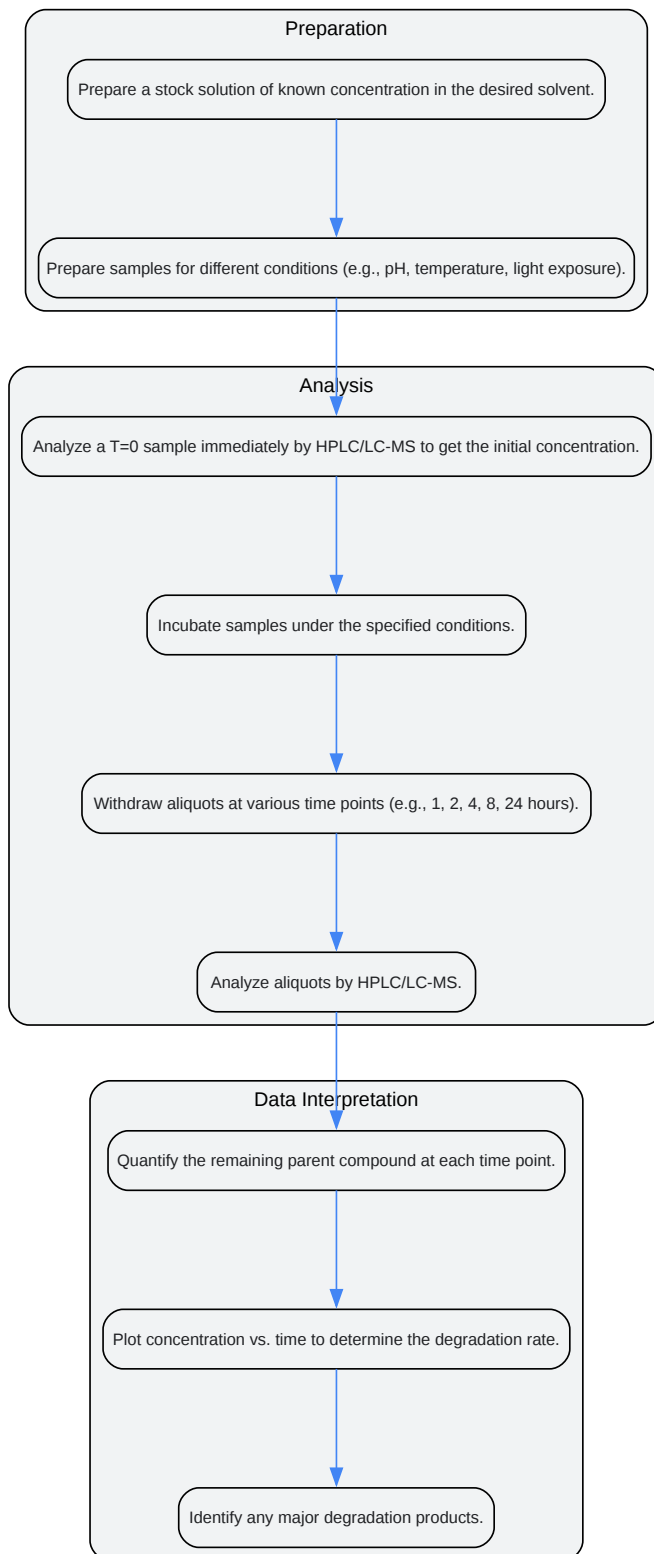 Preparation
Prepare a stock solution of known concentration in the desired solvent.
Prepare samples for different conditions (e.g., pH, temperature, light exposure).
Analysis
Analyze a T=0 sample immediately by HPLC/LC-MS to get the initial concentration.
Incubate samples under the specified conditions.
Withdraw aliquots at various time points (e.g., 1, 2, 4, 8, 24 hours).
Analyze aliquots by HPLC/LC-MS.
Data Interpretation
Quantify the remaining parent compound at each time point.
Plot concentration vs. time to determine the degradation rate.
Identify any major degradation products.